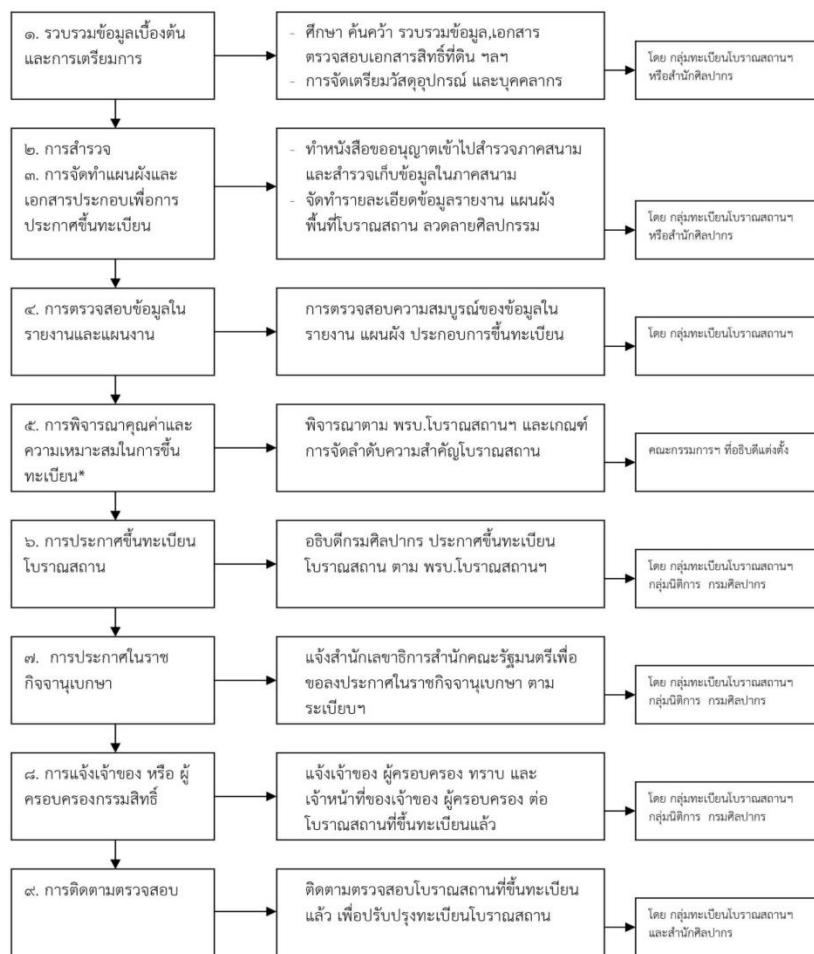 ๑. รวบรวมข้อมูลเบื้องต้น
และการเตรียมการ
- ศึกษา ค้นคว้า รวบรวมข้อมูล,เอกสาร
ตรวจสอบเอกสารสิทธิ์ที่ดิน ฯลฯ
- การจัดเตรียมวัสดุอุปกรณ์ และบุคคลากร
โดย กลุ่มทะเบียนโบราณสถานฯ
หรือสำนักศิลปากร
๒. การสำรวจ
๓. การจัดทำแผนผังและ
เอกสารประกอบเพื่อการ
ประกาศขึ้นทะเบียน
- ทำหนังสือขออนุญาตเข้าไปสำรวจภาคสนาม
และสำรวจเก็บข้อมูลในภาคสนาม
- จัดทำรายละเอียดข้อมูลรายงาน แผนผัง
พื้นที่โบราณสถาน ลวดลายศิลปกรรม
โดย กลุ่มทะเบียนโบราณสถานฯ
หรือสำนักศิลปากร
๔. การตรวจสอบข้อมูลใน
รายงานและแผนงาน
การตรวจสอบความสมบูรณ์ของข้อมูลใน
รายงาน แผนผัง ประกอบการขึ้นทะเบียน
โดย กลุ่มทะเบียนโบราณสถานฯ
๕. การพิจารณาคุณค่าและ
ความเหมาะสมในการขึ้น
ทะเบียน*
พิจารณาตาม พรบ.โบราณสถานฯ และเกณฑ์
การจัดลำดับความสำคัญโบราณสถาน
คณะกรรมการฯ ที่อธิบดีแต่งตั้ง
๖. การประกาศขึ้นทะเบียน
โบราณสถาน
อธิบดีกรมศิลปากร ประกาศขึ้นทะเบียน
โบราณสถาน ตาม พรบ.โบราณสถานฯ
โดย กลุ่มทะเบียนโบราณสถานฯ
กลุ่มนิติการ กรมศิลปากร
๗. การประกาศในราช
กิจจานุเบกษา
แจ้งสำนักเลขาธิการสำนักคณะรัฐมนตรีเพื่อ
ขอลงประกาศในราชกิจจานุเบกษา ตาม
ระเบียบฯ
โดย กลุ่มทะเบียนโบราณสถานฯ
กลุ่มนิติการ กรมศิลปากร
๘. การแจ้งเจ้าของ หรือ ผู้
ครอบครองกรรมสิทธิ์
แจ้งเจ้าของ ผู้ครอบครอง ทราบ และ
เจ้าหน้าที่ของเจ้าของ ผู้ครอบครอง ต่อ
โบราณสถานที่ขึ้นทะเบียนแล้ว
โดย กลุ่มทะเบียนโบราณสถานฯ
กลุ่มนิติการ กรมศิลปากร
๙. การติดตามตรวจสอบ
ติดตามตรวจสอบโบราณสถานที่ขึ้นทะเบียน
แล้ว เพื่อปรับปรุงทะเบียนโบราณสถาน
โดย กลุ่มทะเบียนโบราณสถานฯ
และสำนักศิลปากร